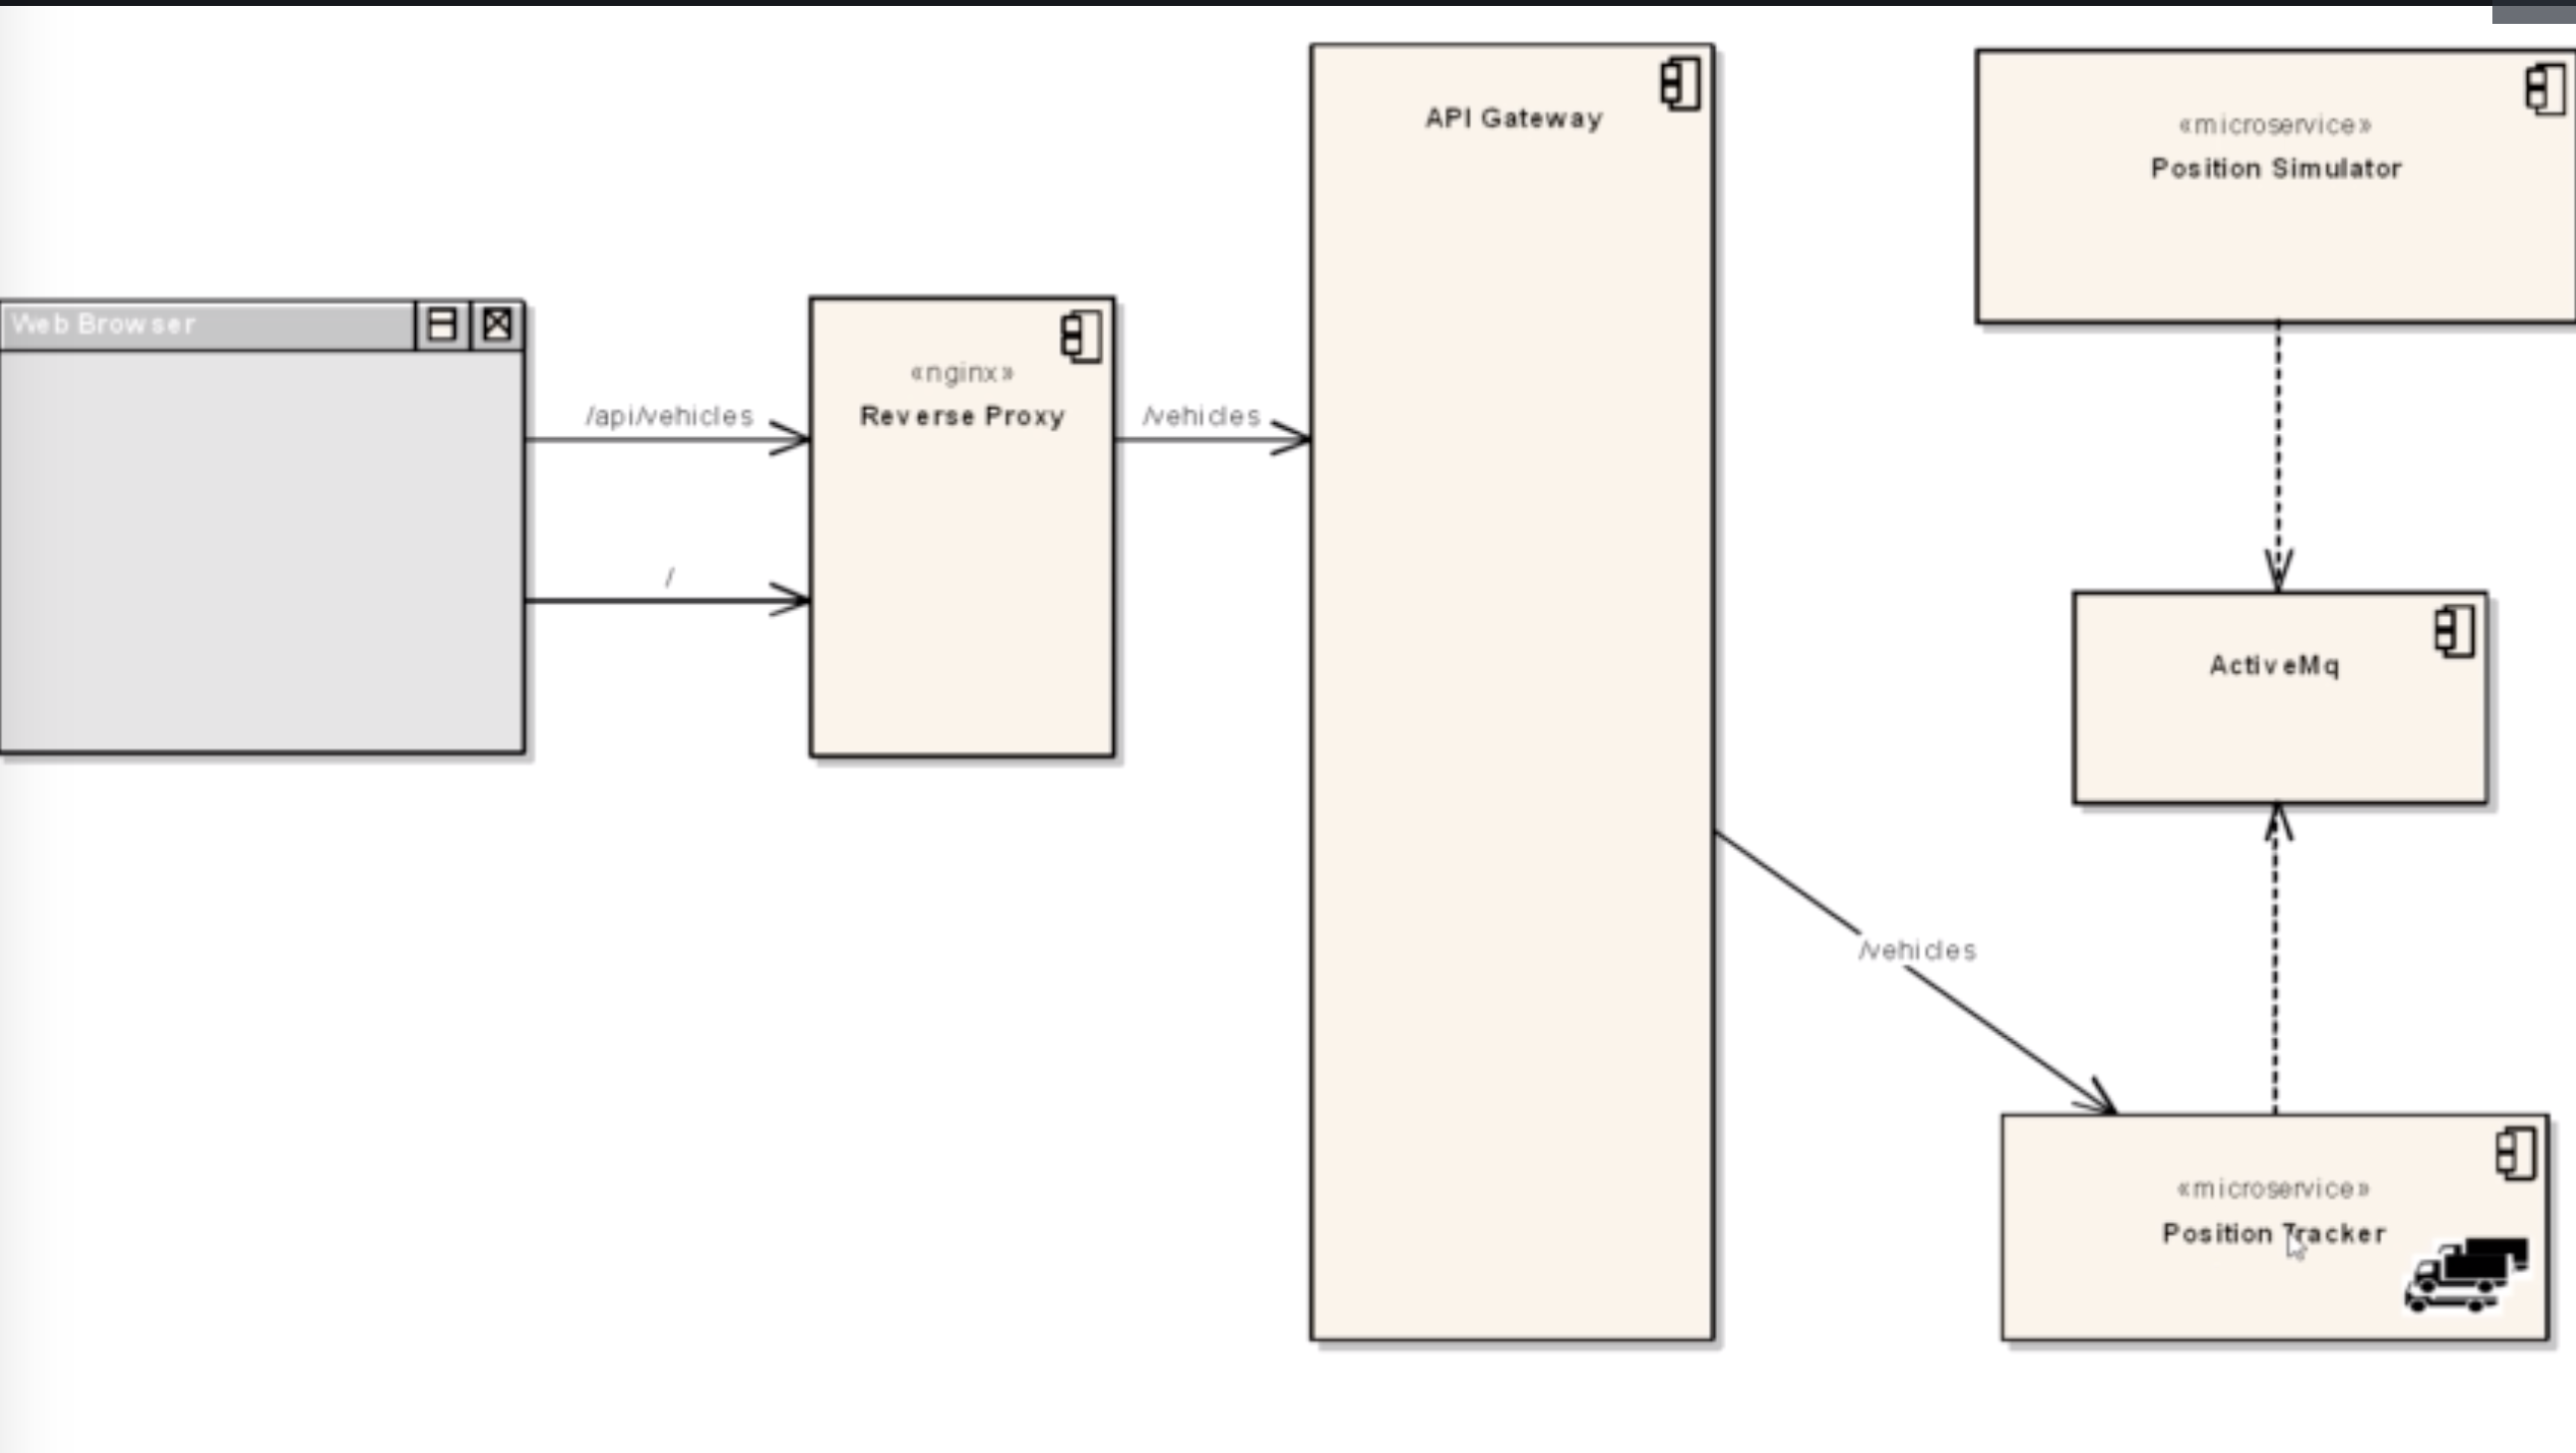 API Gateway
«microservice»
Position Simulator
Web Browser
/api/vehicles
«nginx»
Reverse Proxy
/vehicles
/
ActiveMq
/vehicles
«microservice»
Position Tracker